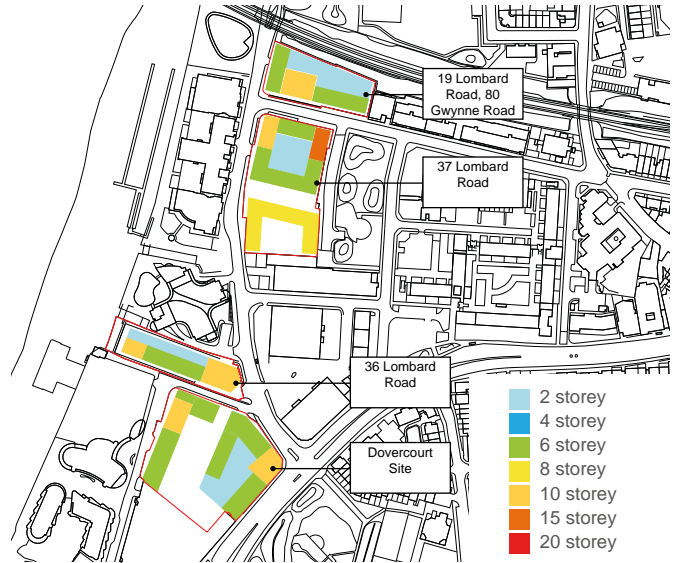 19 Lombard
Road, 80
Gwynne Road
37 Lombard
Road
36 Lombard
Road
Dovercourt
Site
2 storey
4 storey
6 storey
8 storey
10 storey
15 storey
20 storey